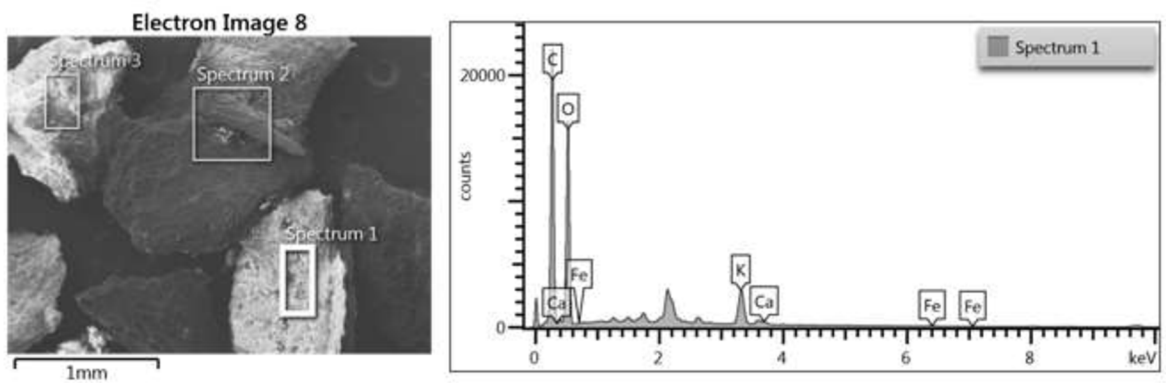 Electron Image 8
Spectrum 3
Spectrum 2
Spectrum 1
1mm
Spectrum 1
20000
0
counts
C
O
Fe
Ca
K
Ca
Fe
Fe
0
2
4
6
8
keV